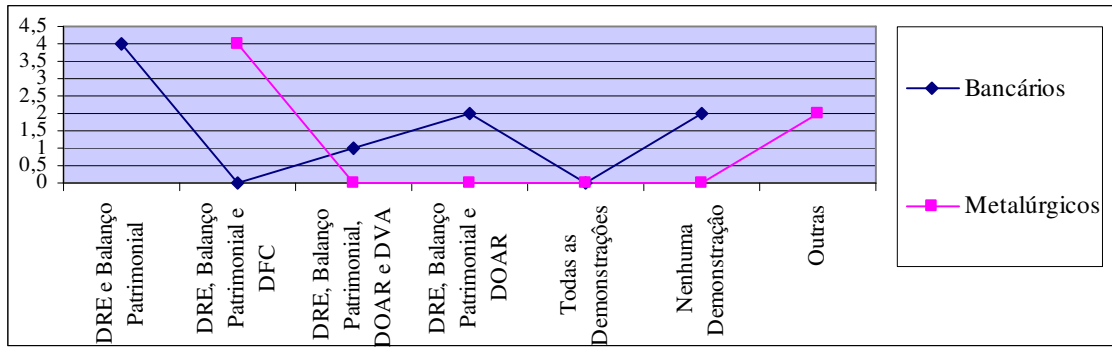 4,5
4
3,5
3
2,5
2
1,5
1
0,5
0
DRE e Balanço
Patrimonial
DRE, Balanço
Patrimonial e
DFC
DRE, Balanço
Patrimonial,
DOAR e DVA
DRE, Balanço
Patrimonial e
DOAR
Todas as
Demonstrações
Nenhuma
Demonstração
Outras
Bancários
Metalúrgicos